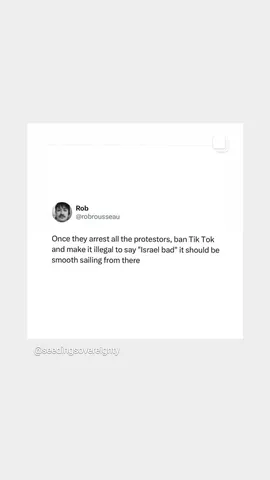 Rob
@robrousseau
Once they arrest all the protestors, ban Tik Tok
and make it illegal to say "Israel bad" it should be
smooth sailing from there
@seedingsovereignty